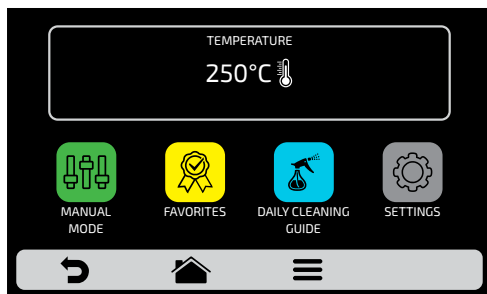 TEMPERATURE
250°C
MANUAL
MODE
FAVORITES
DAILY CLEANING
GUIDE
SETTINGS